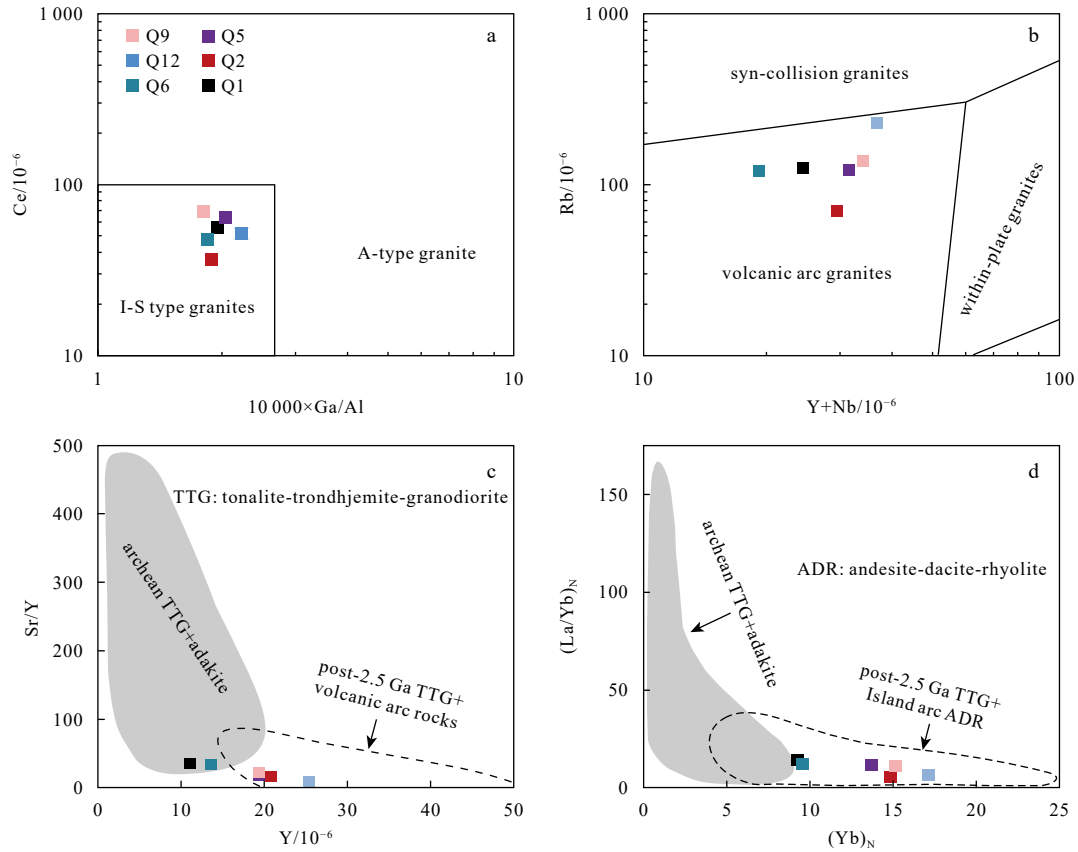 1 000
a
Q9
Q5
Q12
Q2
Q6
Q1
Ce/10⁻⁶
100
A-type granite
I-S type granites
10
1
10
10 000×Ga/Al
1 000
b
syn-collision granites
Rb/10⁻⁶
100
volcanic arc granites
within-plate granites
10
10
100
Y+Nb/10⁻⁶
500
c
TTG: tonalite-trondhjemite-granodiorite
400
archean TTG+adakite
300
Sr/Y
200
post-2.5 Ga TTG+
volcanic arc rocks
100
0
0
10
20
30
40
50
Y/10⁻⁶
d
150
archean TTG+adakite
ADR: andesite-dacite-rhyolite
(La/Yb)N
100
post-2.5 Ga TTG+
Island arc ADR
50
0
0
5
10
15
20
25
(Yb)N